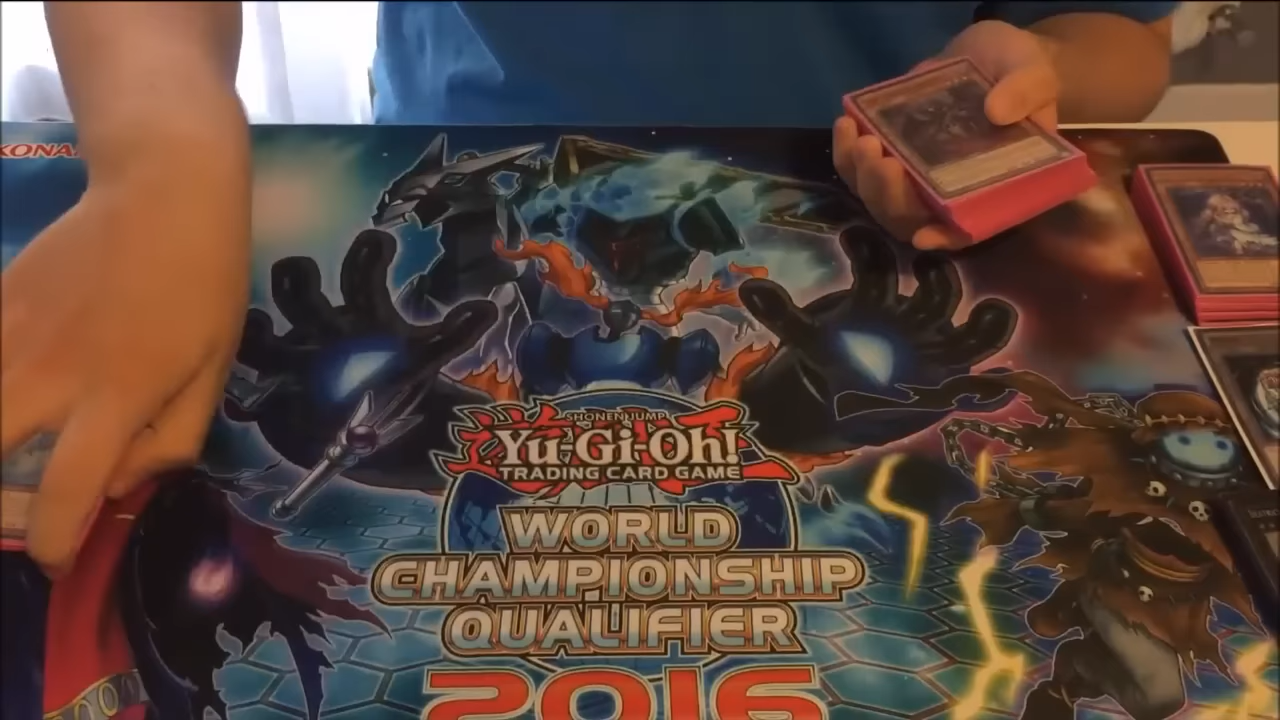 KONA
SHONEN JUMP
Yu-Gi-Oh!
TRADING CARD GAME
WORLD
CHAMPIONSHIP
QUALIFIER
2016